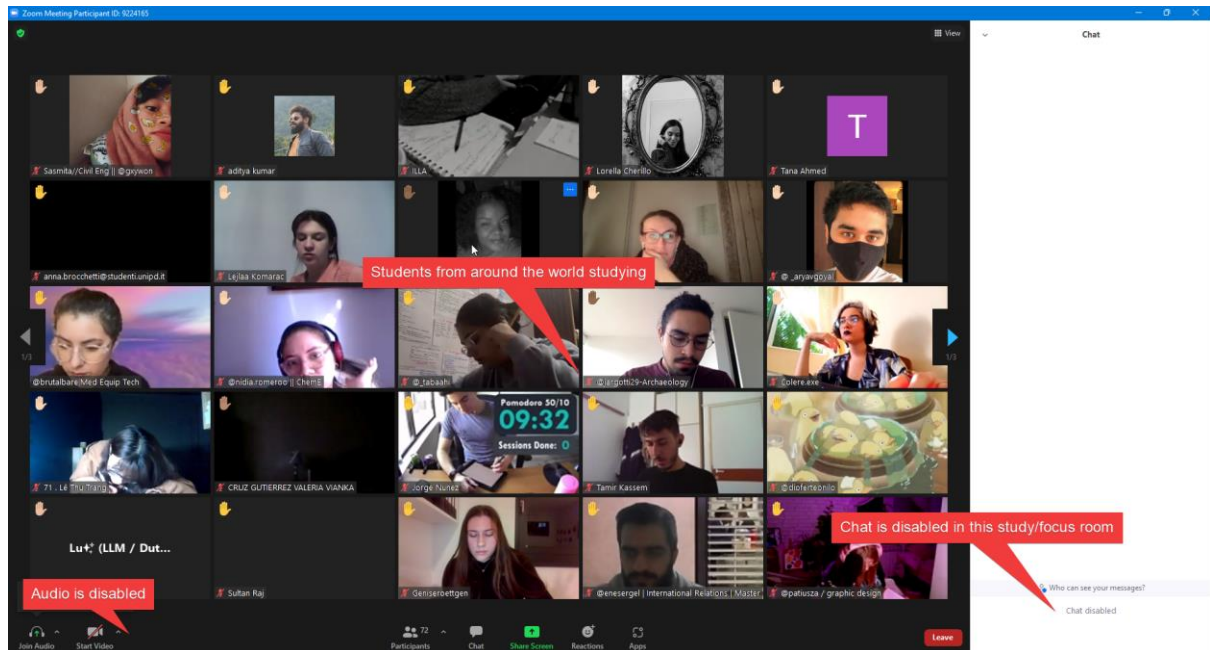 Zoom Meeting Participant ID: 9224165
View
Chat
Sasmita//Civil Eng || @gxywon
aditya kumar
ILLA
Lorella Cherillo
T
Tana Ahmed
anna.brocchetti@studenti.unipd.it
Lejlaa Komarac
@_aryavgoyal
Students from around the world studying
1/3
1/3
@brutalbare|Med Equip Tech
@nidia.romeroo || ChemE
@_tabaahi
@jargotti29-Archaeology
Colere.exe
Pomodoro 50/10
09:32
Sessions Done: 0
71 . Lê Thu Trang
CRUZ GUTIERREZ VALERIA VIANKA
Jorge Nunez
Tamir Kassem
@diofertebnilo
Lu (LLM / Dut...
Sultan Raj
Geniseroettgen
@enesergel | International Relations | Master
@patiusza / graphic design
Chat is disabled in this study/focus room
Who can see your messages?
Chat disabled
Audio is disabled
Join Audio
Start Video
72
Participants
Chat
Share Screen
Reactions
Apps
Leave